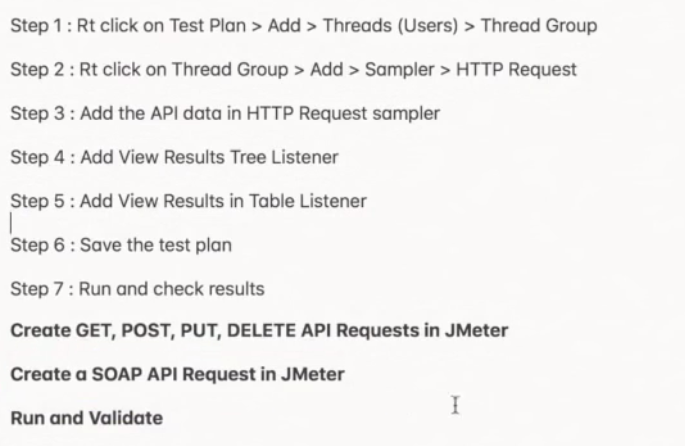 Step 1 : Rt click on Test Plan > Add > Threads (Users) > Thread Group
Step 2 : Rt click on Thread Group > Add > Sampler > HTTP Request
Step 3 : Add the API data in HTTP Request sampler
Step 4 : Add View Results Tree Listener
Step 5 : Add View Results in Table Listener
Step 6 : Save the test plan
Step 7 : Run and check results
Create GET, POST, PUT, DELETE API Requests in JMeter
Create a SOAP API Request in JMeter
Run and Validate